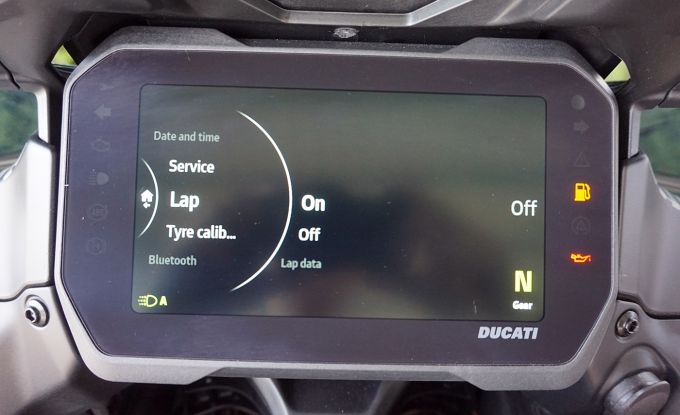 Date and time
Service
Lap
Tyre calib...
Bluetooth
On
Off
Lap data
Off
A
N
Gear
DUCATI